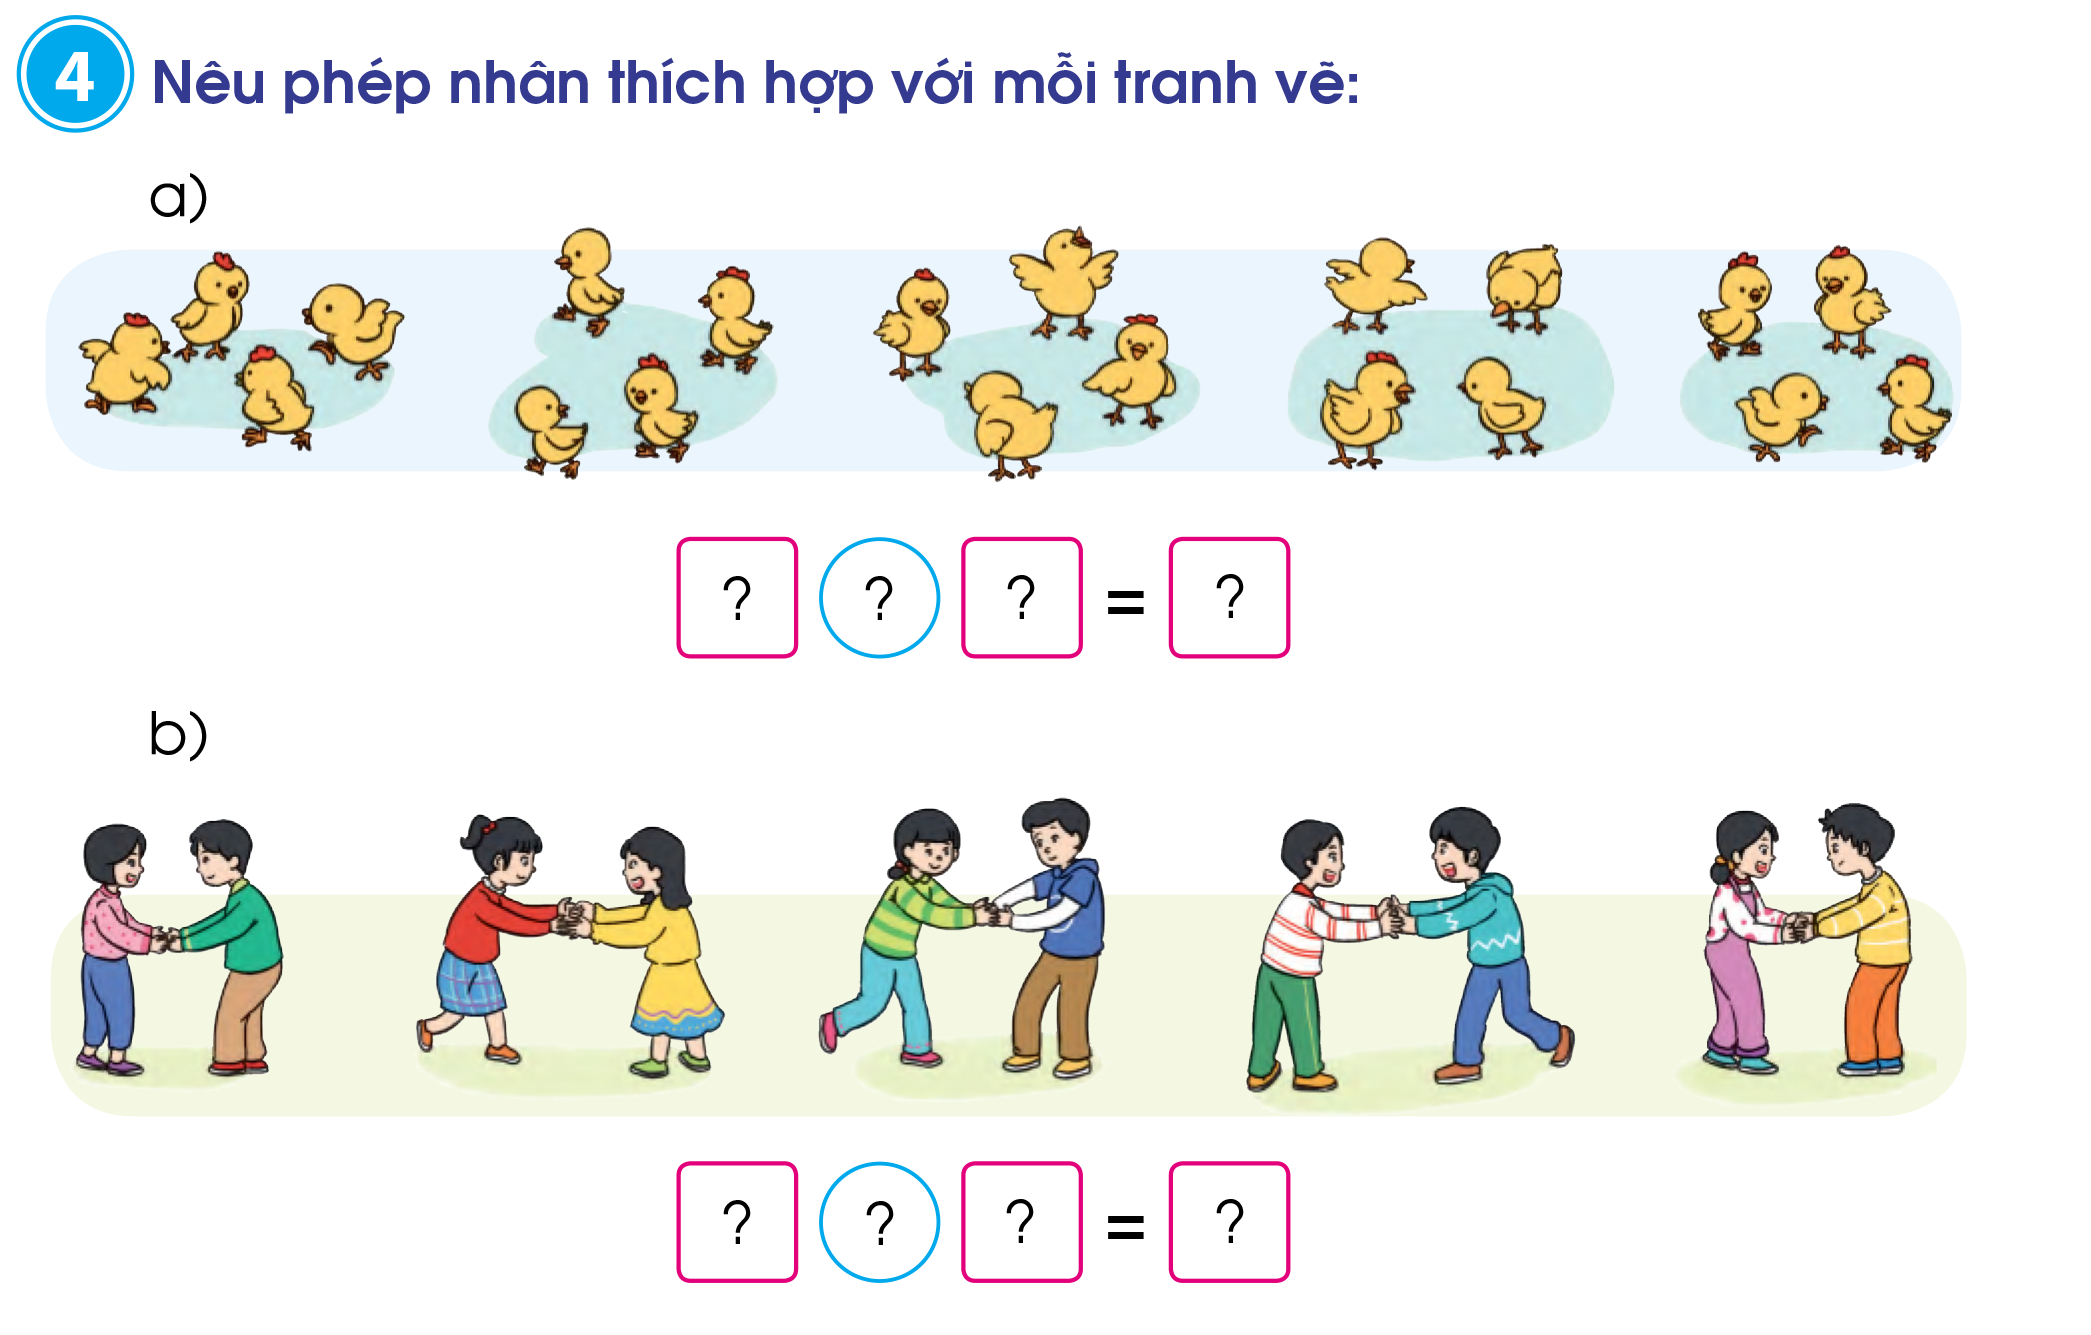 4 Nêu phép nhân thích hợp với mỗi tranh vẽ:
a)
? ? ? = ?
b)
? ? ? = ?